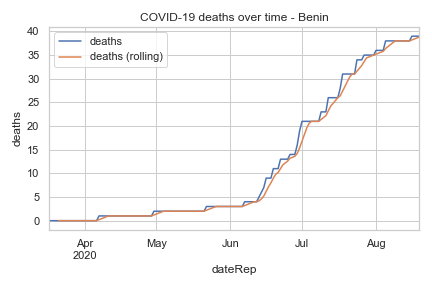 COVID-19 deaths over time - Benin
deaths
deaths (rolling)
deaths
40
35
30
25
20
15
10
5
0
Apr
2020
May
Jun
Jul
Aug
dateRep